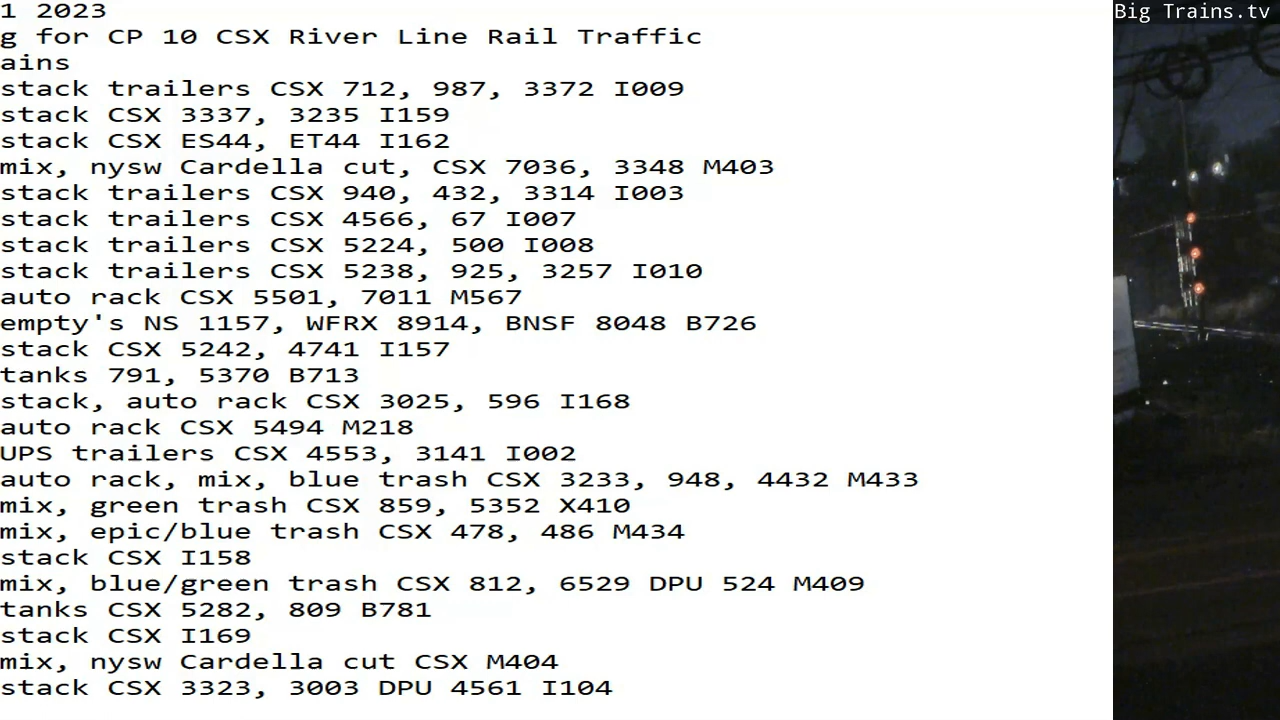 1 2023
g for CP 10 CSX River Line Rail Traffic
ains
stack trailers CSX 712, 987, 3372 I009
stack CSX 3337, 3235 I159
stack CSX ES44, ET44 I162
mix, nysw Cardella cut, CSX 7036, 3348 M403
stack trailers CSX 940, 432, 3314 I003
stack trailers CSX 4566, 67 I007
stack trailers CSX 5224, 500 I008
stack trailers CSX 5238, 925, 3257 I010
auto rack CSX 5501, 7011 M567
empty's NS 1157, WFRX 8914, BNSF 8048 B726
stack CSX 5242, 4741 I157
tanks 791, 5370 B713
stack, auto rack CSX 3025, 596 I168
auto rack CSX 5494 M218
UPS trailers CSX 4553, 3141 I002
auto rack, mix, blue trash CSX 3233, 948, 4432 M433
mix, green trash CSX 859, 5352 X410
mix, epic/blue trash CSX 478, 486 M434
stack CSX I158
mix, blue/green trash CSX 812, 6529 DPU 524 M409
tanks CSX 5282, 809 B781
stack CSX I169
mix, nysw Cardella cut CSX M404
stack CSX 3323, 3003 DPU 4561 I104
Big Trains.tv